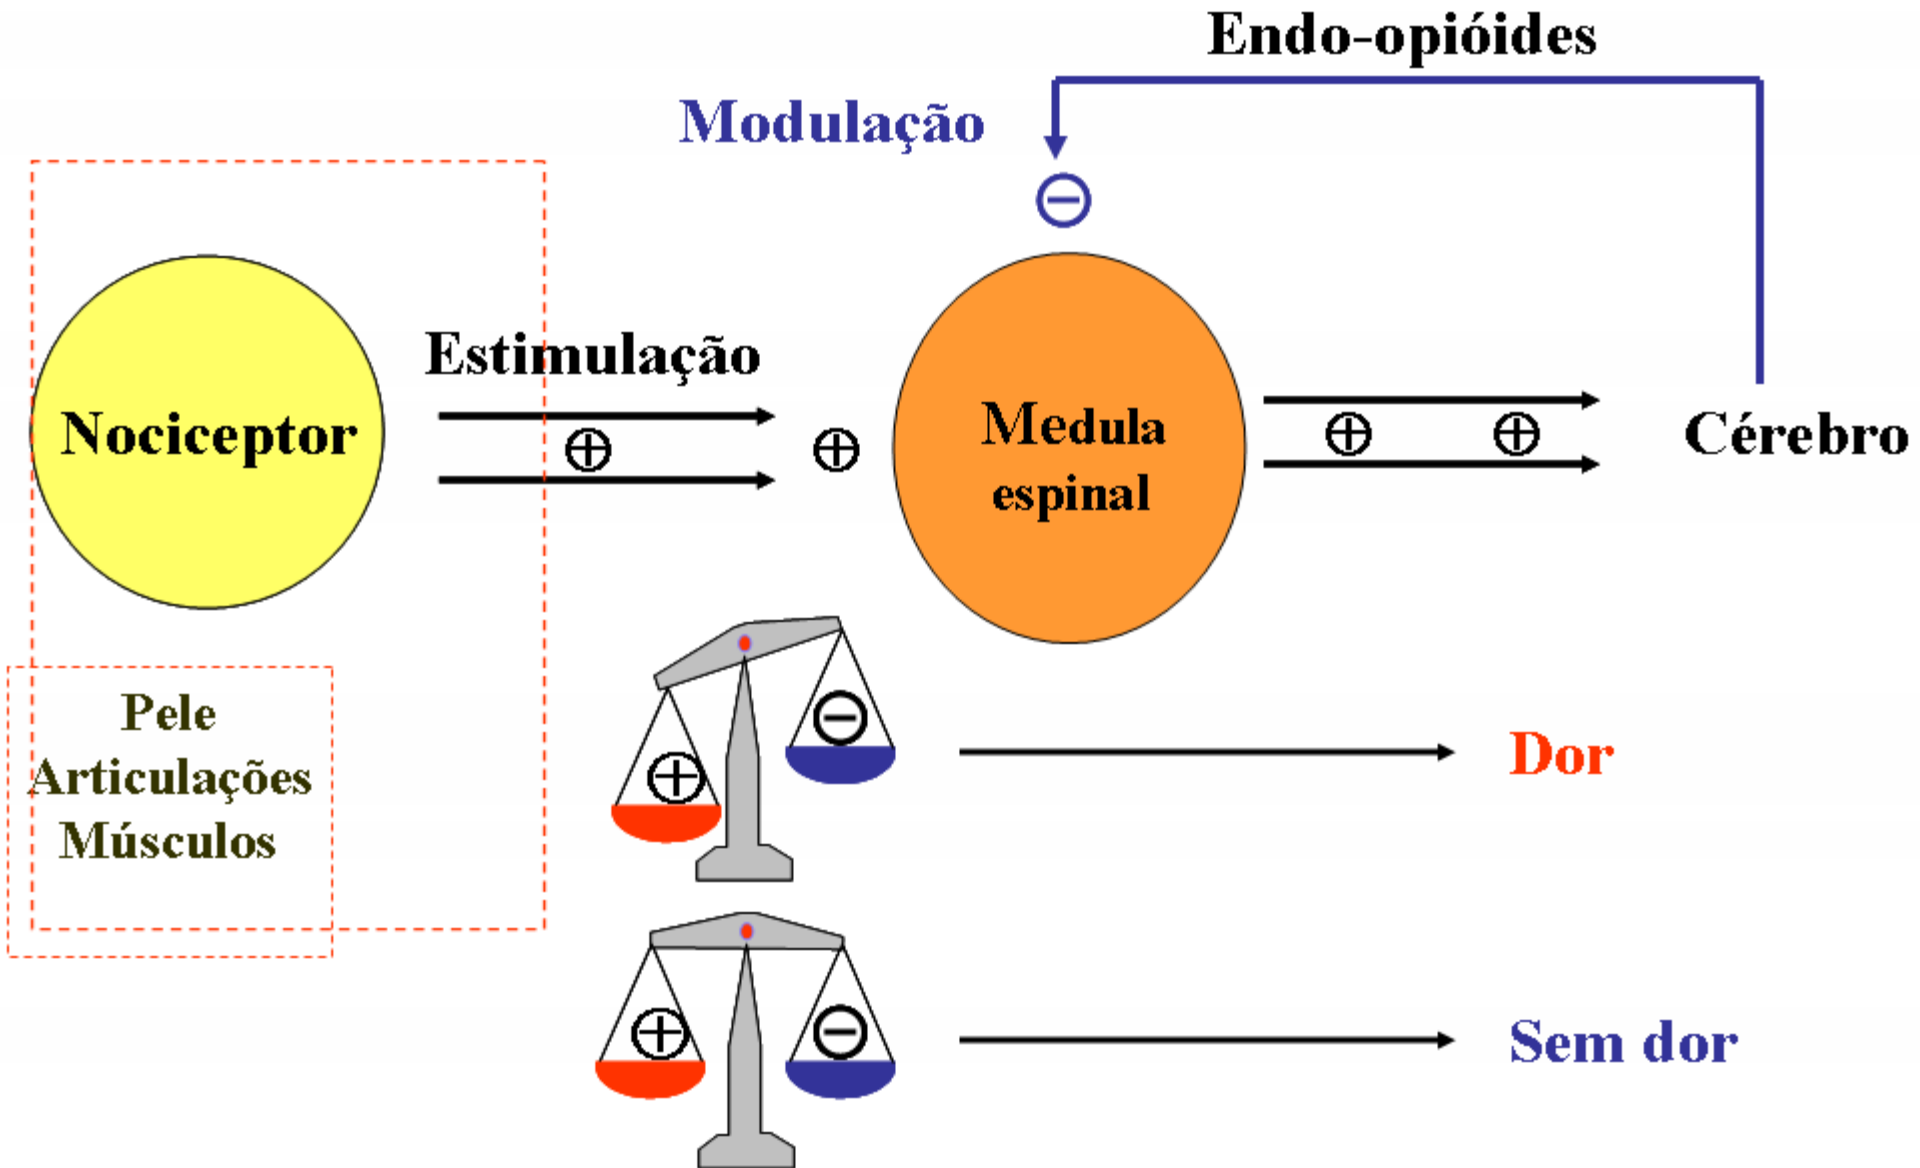 Endo-opióides
Modulação
Estimulação
Nociceptor
Medula
espinal
Cérebro
Pele
Articulações
Músculos
Dor
Sem dor